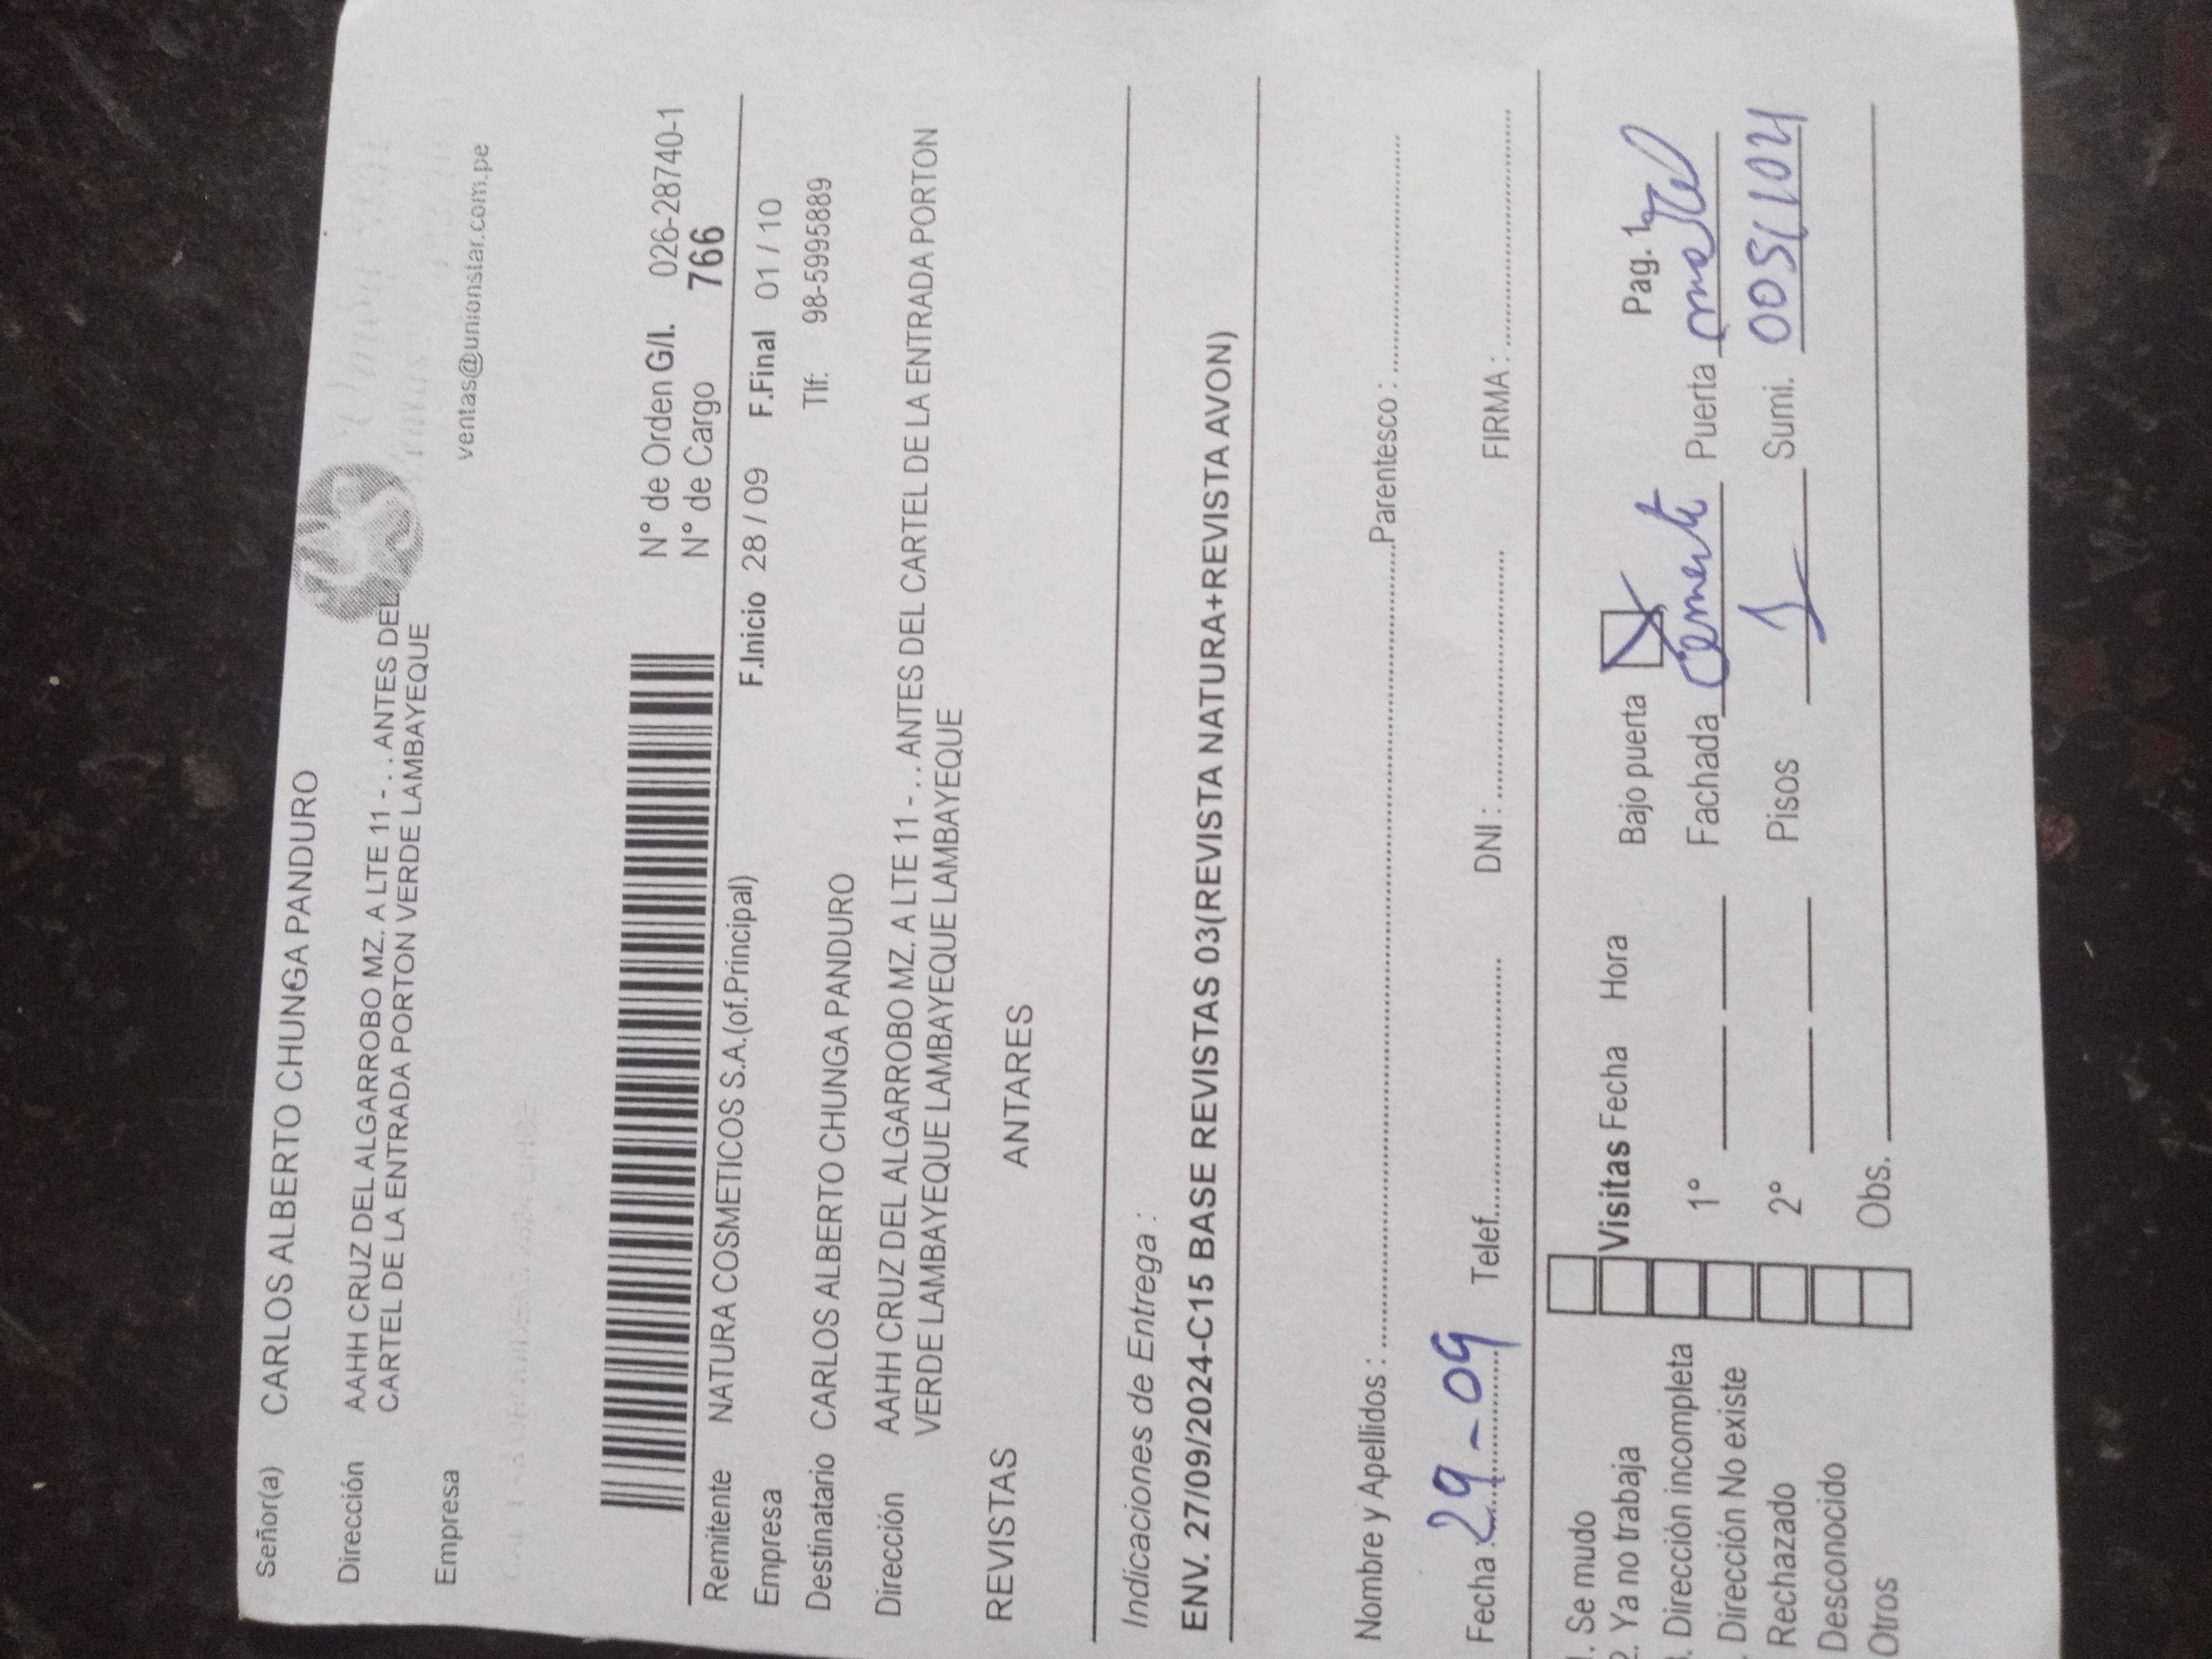 Señor(a) CARLOS ALBERTO CHUNGA PANDURO
Dirección AAHH CRUZ DEL ALGARROBO MZ. A LTE 11 - . . ANTES DEL
CARTEL DE LA ENTRADA PORTON VERDE LAMBAYEQUE
Empresa
ventas@unionstar.com.pe
N° de Orden G/I. 026-28740-1
N° de Cargo 766
Remitente NATURA COSMETICOS S.A.(of.Principal) F.Inicio 28 / 09 F.Final 01 / 10
Empresa
Destinatario CARLOS ALBERTO CHUNGA PANDURO Tlf: 98-5995889
Dirección AAHH CRUZ DEL ALGARROBO MZ. A LTE 11 - . . ANTES DEL CARTEL DE LA ENTRADA PORTON
VERDE LAMBAYEQUE LAMBAYEQUE LAMBAYEQUE LAMBAYEQUE
REVISTAS ANTARES
Indicaciones de Entrega :
ENV. 27/09/2024-C15 BASE REVISTAS 03(REVISTA NATURA+REVISTA AVON)
Nombre y Apellidos : Parentesco :
Fecha : 29-09 Telef. DNI : FIRMA :
1. Se mudo
2. Ya no trabaja Visitas Fecha Hora Bajo puerta Pag. 1
. Dirección incompleta 1° Fachada Puerta
. Dirección No existe
Rechazado 2° Pisos 1 Sumi.
Desconocido
Otros Obs.